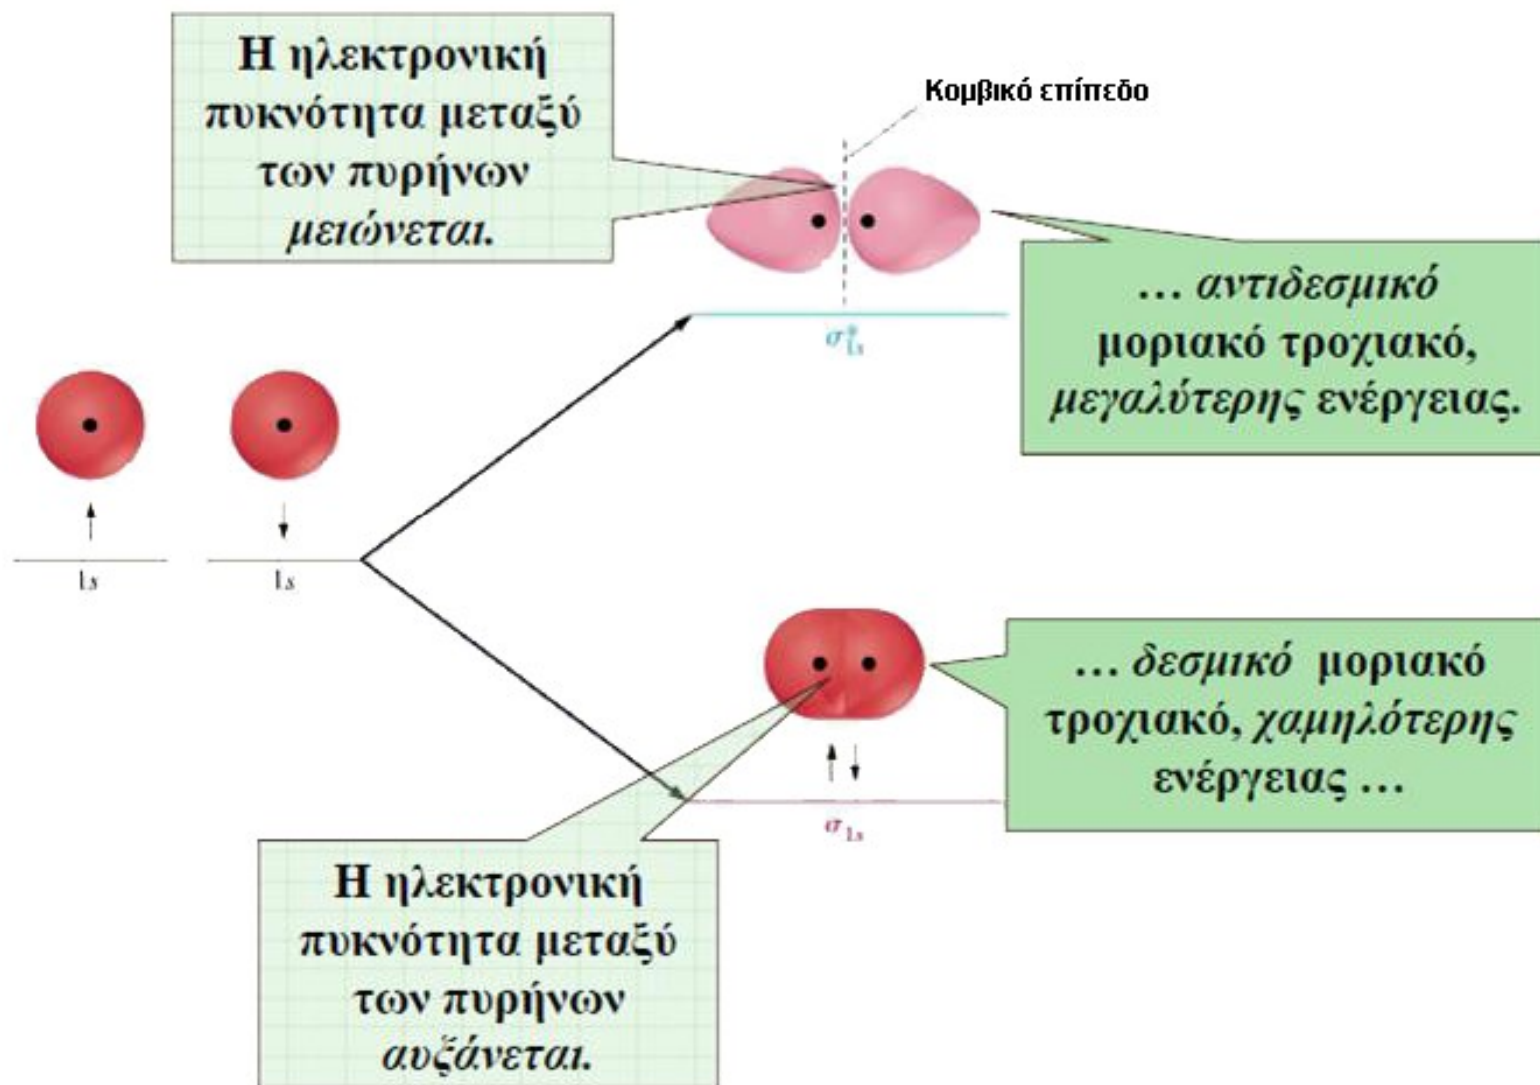 Η ηλεκτρονική
πυκνότητα μεταξύ
των πυρήνων
μειώνεται.
Κομβικό επίπεδο
σ*1s
… αντιδεσμικό
μοριακό τροχιακό,
μεγαλύτερης ενέργειας.
1s
1s
… δεσμικό μοριακό
τροχιακό, χαμηλότερης
ενέργειας …
σ1s
Η ηλεκτρονική
πυκνότητα μεταξύ
των πυρήνων
αυξάνεται.